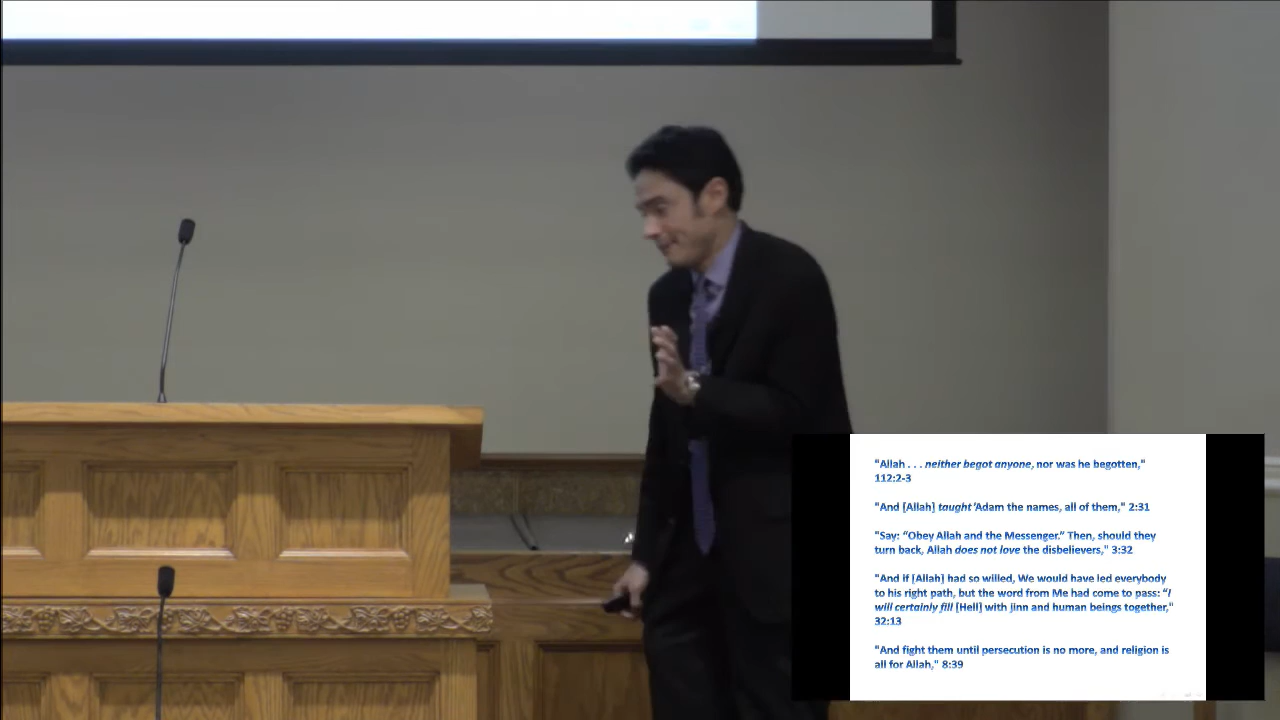 "Allah . . . neither begot anyone, nor was he begotten,"
112:2-3
"And [Allah] taught 'Adam the names, all of them," 2:31
"Say: "Obey Allah and the Messenger." Then, should they
turn back, Allah does not love the disbelievers," 3:32
"And if [Allah] had so willed, We would have led everybody
to his right path, but the word from Me had come to pass: "I
will certainly fill [Hell] with jinn and human beings together,"
32:13
"And fight them until persecution is no more, and religion is
all for Allah," 8:39